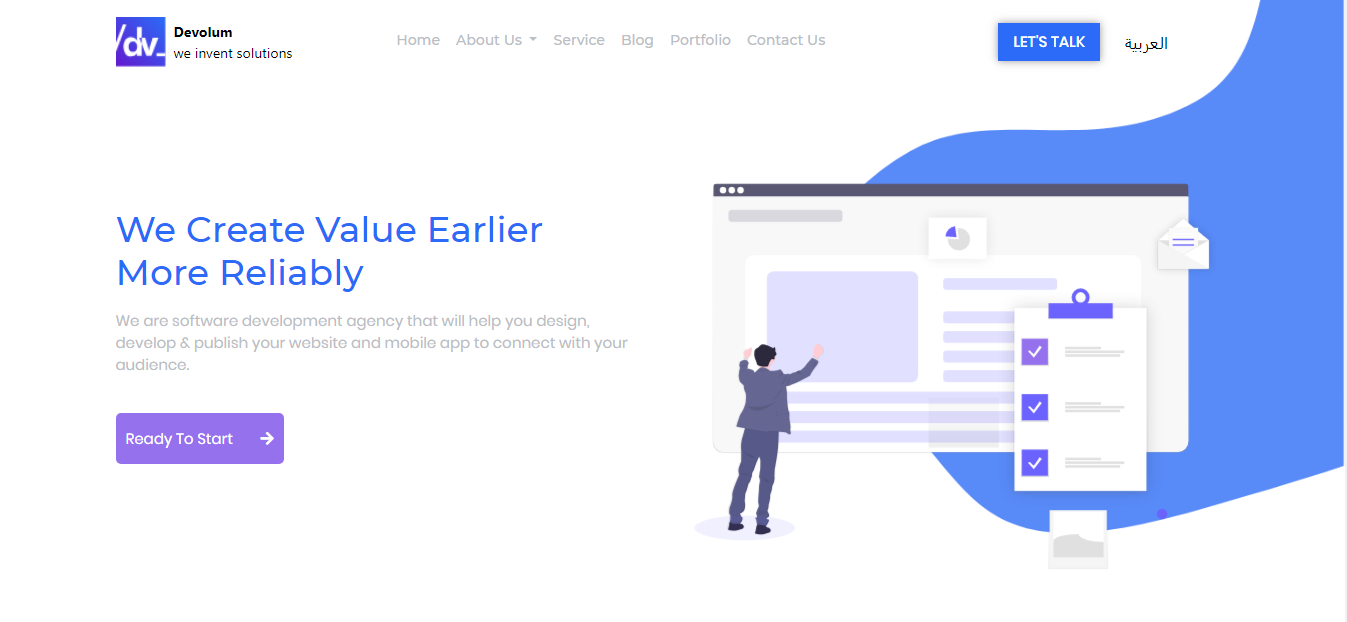 /dv_
Devolum
we invent solutions
Home About Us Service Blog Portfolio Contact Us
LET'S TALK
العربية
We Create Value Earlier
More Reliably
We are software development agency that will help you design,
develop & publish your website and mobile app to connect with your
audience.
Ready To Start